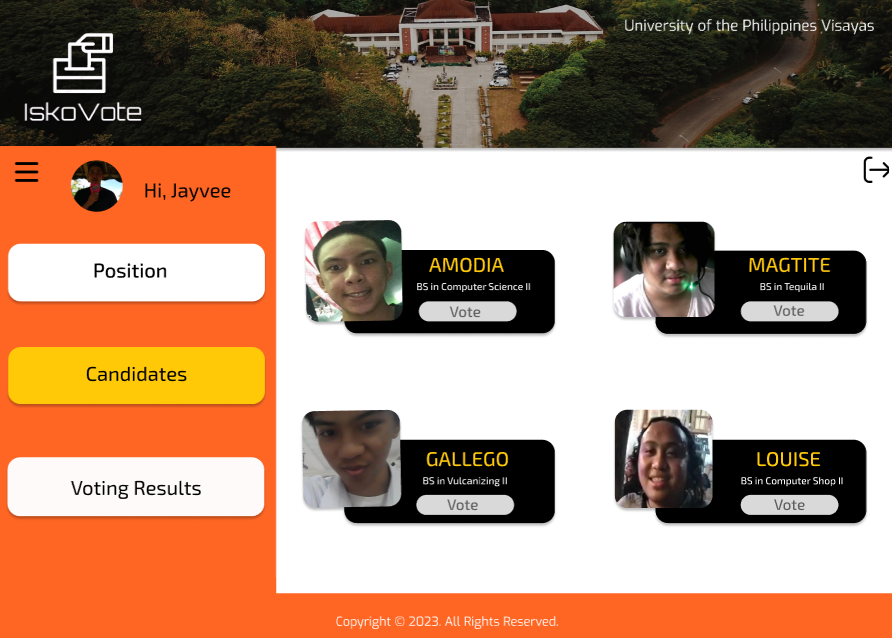 University of the Philippines Visayas
IskoVote
Hi, Jayvee
Position
Candidates
Voting Results
AMODIA
BS in Computer Science II
Vote
MAGTITE
BS in Tequila II
Vote
GALLEGO
BS in Vulcanizing II
Vote
LOUISE
BS in Computer Shop II
Vote
Copyright © 2023. All Rights Reserved.